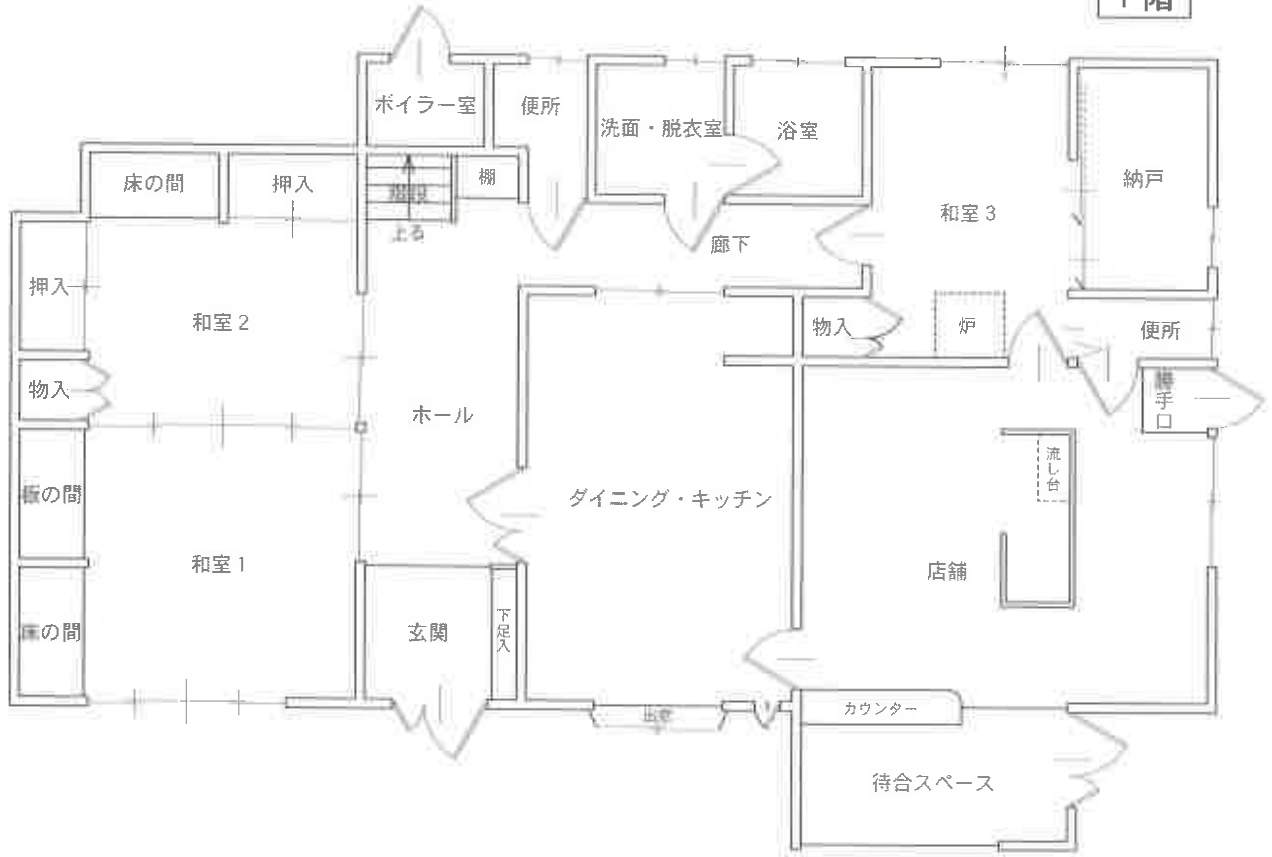 1階
ボイラー室
便所
洗面・脱衣室
浴室
納戸
床の間
押入
階段
棚
上る
和室3
廊下
押入
和室2
物入
炉
便所
物入
ホール
勝手口
流し台
板の間
ダイニング・キッチン
和室1
店舗
床の間
玄関
下足入
出窓
カウンター
待合スペース